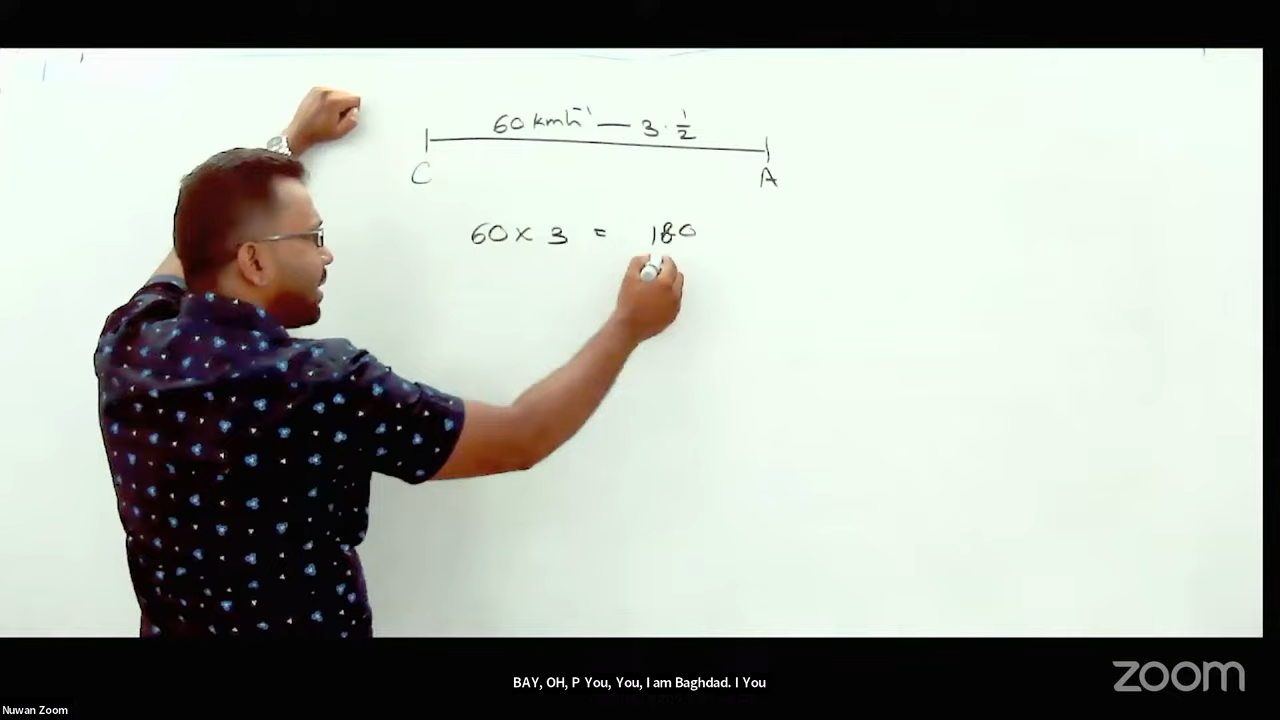 60 kmh⁻¹ — 3 · 1/2
C A
60 × 3 = 180
BAY, OH, P You, You, I am Baghdad. I You
zoom
Nuwan Zoom